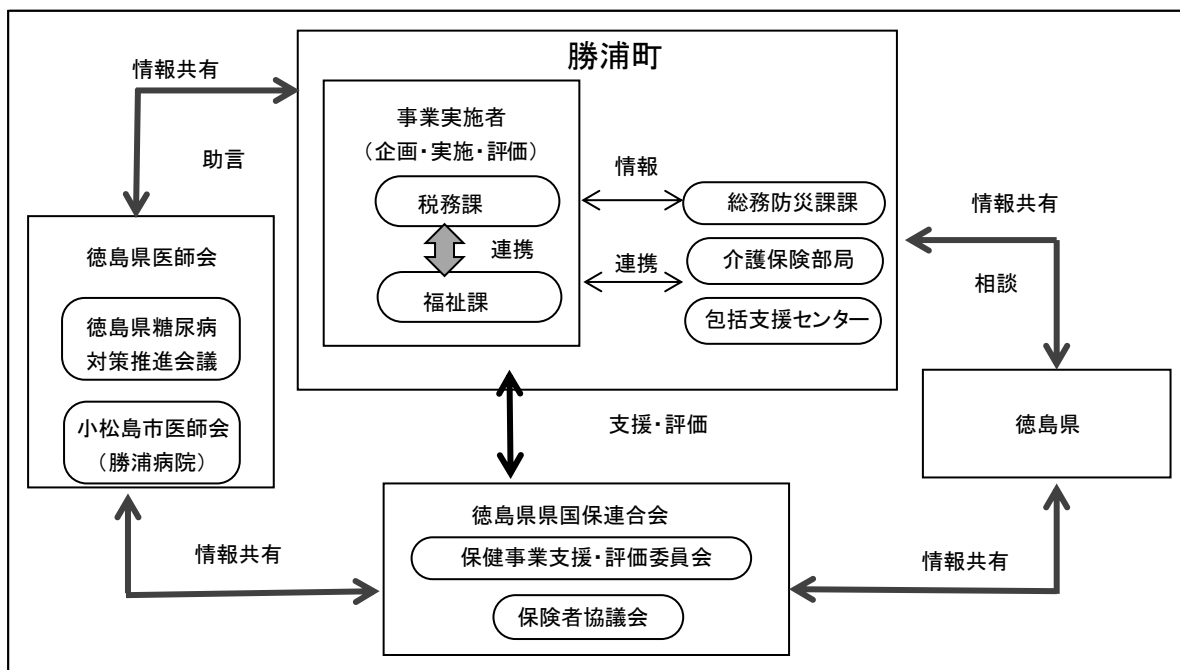 勝浦町
情報共有
助言
事業実施者
（企画・実施・評価）
税務課
連携
福祉課
情報
連携
総務防災課課
介護保険部局
包括支援センター
情報共有
相談
徳島県医師会
徳島県糖尿病
対策推進会議
小松島市医師会
（勝浦病院）
支援・評価
徳島県
情報共有
徳島県県国保連合会
保健事業支援・評価委員会
保険者協議会
情報共有